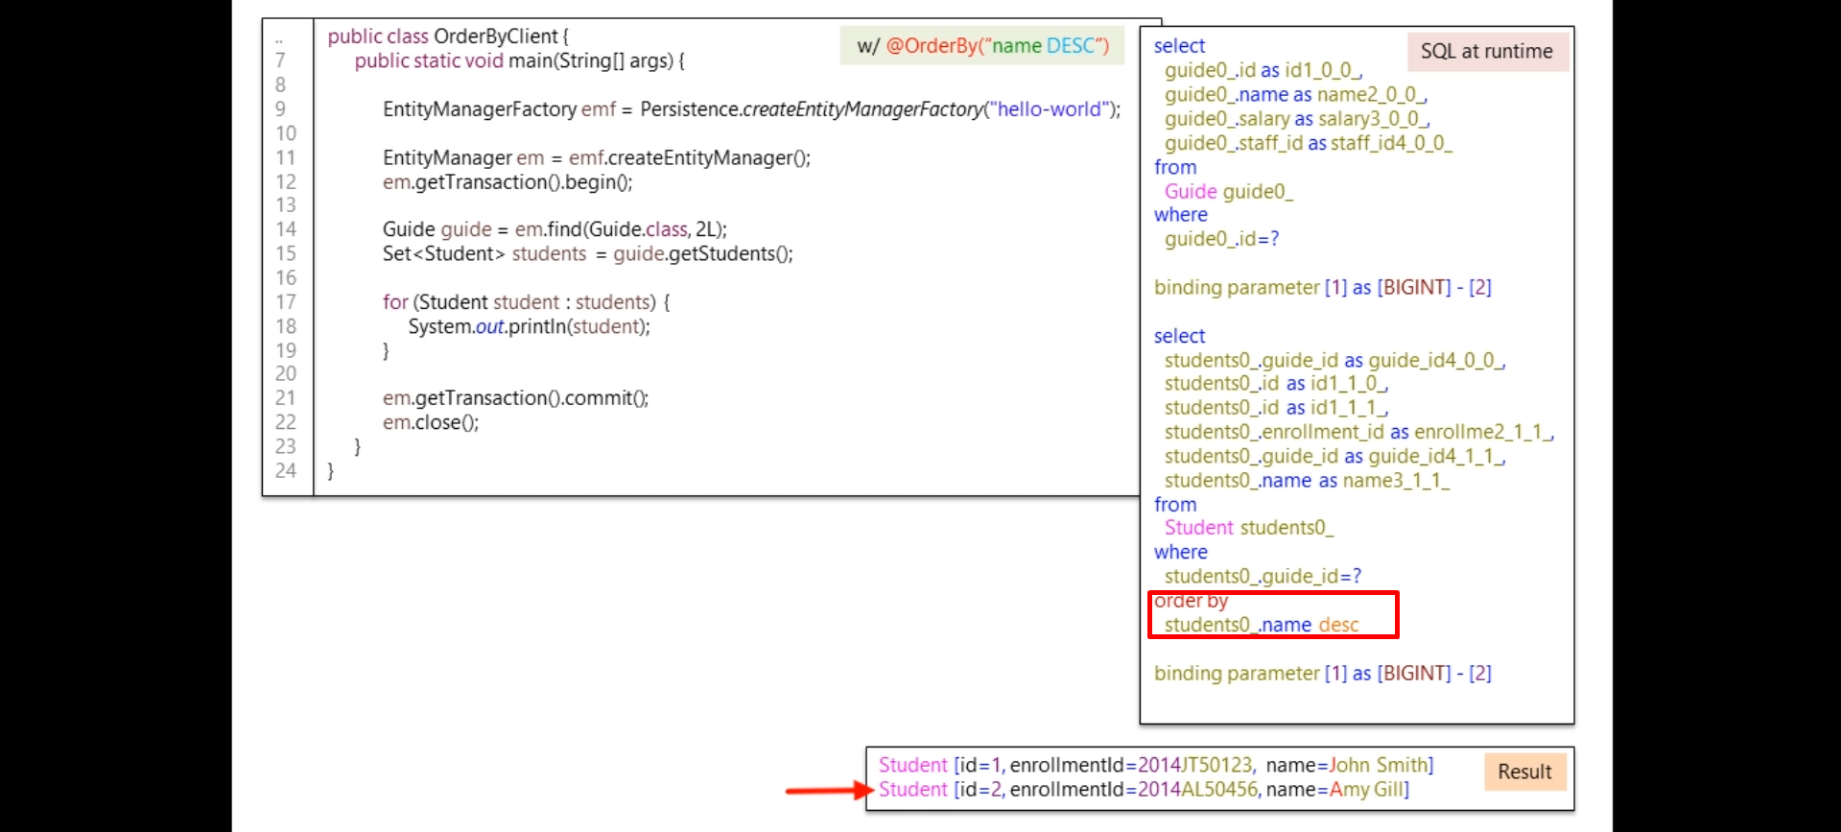 ..
7
8
9
10
11
12
13
14
15
16
17
18
19
20
21
22
23
24
public class OrderByClient {
public static void main(String[] args) {
EntityManagerFactory emf = Persistence.createEntityManagerFactory("hello-world");
EntityManager em = emf.createEntityManager();
em.getTransaction().begin();
Guide guide = em.find(Guide.class, 2L);
Set<Student> students = guide.getStudents();
for (Student student : students) {
System.out.println(student);
}
em.getTransaction().commit();
em.close();
}
}
w/ @OrderBy(“name DESC”)
SQL at runtime
select
guide0_.id as id1_0_0_,
guide0_.name as name2_0_0_,
guide0_.salary as salary3_0_0_,
guide0_.staff_id as staff_id4_0_0_
from
Guide guide0_
where
guide0_.id=?
binding parameter [1] as [BIGINT] - [2]
select
students0_.guide_id as guide_id4_0_0_,
students0_.id as id1_1_0_,
students0_.id as id1_1_1_,
students0_.enrollment_id as enrollme2_1_1_,
students0_.guide_id as guide_id4_1_1_,
students0_.name as name3_1_1_
from
Student students0_
where
students0_.guide_id=?
order by
students0_.name desc
binding parameter [1] as [BIGINT] - [2]
Student [id=1, enrollmentId=2014JT50123, name=John Smith]
Student [id=2, enrollmentId=2014AL50456, name=Amy Gill]
Result